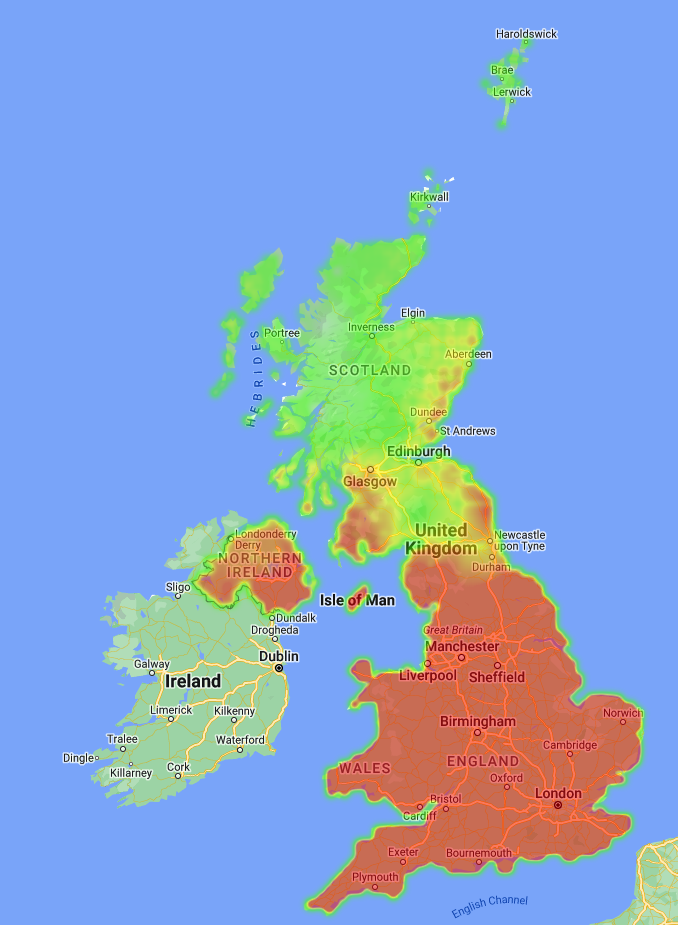 Haroldswick
Brae
Lerwick
Kirkwall
Elgin
Inverness
Portree
HEBRIDES
Aberdeen
SCOTLAND
Dundee
St Andrews
Edinburgh
Glasgow
United
Kingdom
Newcastle
upon Tyne
Londonderry
Derry
NORTHERN
IRELAND
Durham
Sligo
Isle of Man
Dundalk
Drogheda
Great Britain
Manchester
Dublin
Galway
Ireland
Liverpool
Sheffield
Limerick
Kilkenny
Norwich
Birmingham
Tralee
Waterford
Cambridge
Dingle
Killarney
Cork
WALES
ENGLAND
Oxford
London
Bristol
Cardiff
Exeter
Bournemouth
Plymouth
English Channel